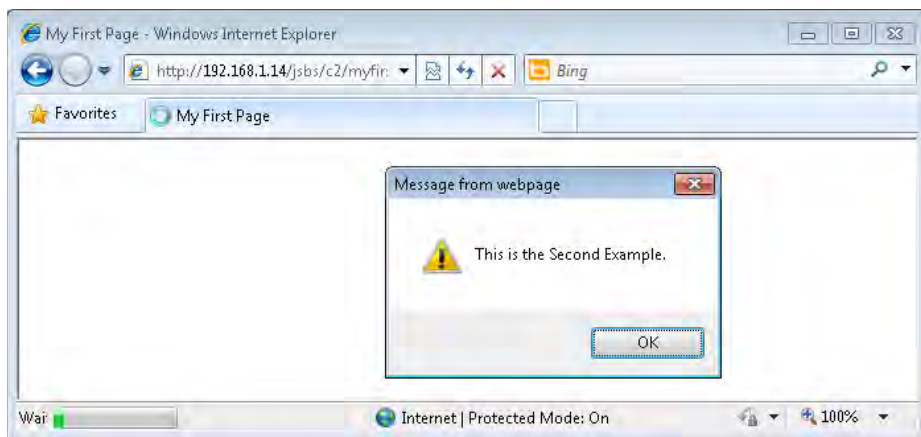 My First Page - Windows Internet Explorer
http://192.168.1.14/jsbs/c2/myfir
Bing
Favorites
My First Page
Message from webpage
This is the Second Example.
OK
Wai
Internet | Protected Mode: On
100%